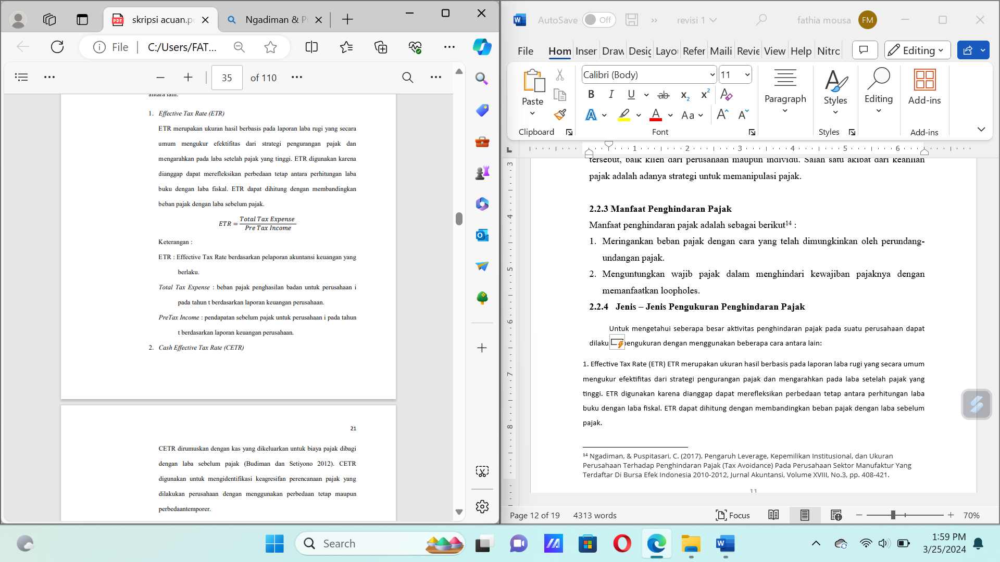 skripsi acuan.p
Ngadiman & P
File
C:/Users/FAT...
35
of 110
antara lain:
1. Effective Tax Rate (ETR)
ETR merupakan ukuran hasil berbasis pada laporan laba rugi yang secara
umum mengukur efektifitas dari strategi pengurangan pajak dan
mengarahkan pada laba setelah pajak yang tinggi. ETR digunakan karena
dianggap dapat merefleksikan perbedaan tetap antara perhitungan laba
buku dengan laba fiskal. ETR dapat dihitung dengan membandingkan
beban pajak dengan laba sebelum pajak.
ETR = Total Tax Expense
Pre Tax Income
Keterangan :
ETR : Effective Tax Rate berdasarkan pelaporan akuntansi keuangan yang
berlaku.
Total Tax Expense : beban pajak penghasilan badan untuk perusahaan i
pada tahun t berdasarkan laporan keuangan perusahaan.
PreTax Income : pendapatan sebelum pajak untuk perusahaan i pada tahun
t berdasarkan laporan keuangan perusahaan.
2. Cash Effective Tax Rate (CETR)
21
CETR dirumuskan dengan kas yang dikeluarkan untuk biaya pajak dibagi
dengan laba sebelum pajak (Budiman dan Setiyono 2012). CETR
digunakan untuk mengidentifikasi keagresifan perencanaan pajak yang
dilakukan perusahaan dengan menggunakan perbedaan tetap maupun
perbedaantemporer.
AutoSave Off
revisi 1
fathia mousa
FM
File Hom Inser Draw Desig Layo Refer Maili Revie View Help Nitro
Editing
Paste
Calibri (Body)
11
B I U ab x2 x2
A A Aa A A
Paragraph
Styles
Editing
Add-ins
Clipboard
Font
Styles
Add-ins
1 2 3 4 5 6
3
4
5
6
7
8
tersebut, baik klien dari perusahaan maupun individu. Salah satu akibat dari keahlian
pajak adalah adanya strategi untuk memanipulasi pajak.
2.2.3 Manfaat Penghindaran Pajak
Manfaat penghindaran pajak adalah sebagai berikut14 :
1. Meringankan beban pajak dengan cara yang telah dimungkinkan oleh perundang-
undangan pajak.
2. Menguntungkan wajib pajak dalam menghindari kewajiban pajaknya dengan
memanfaatkan loopholes.
2.2.4 Jenis – Jenis Pengukuran Penghindaran Pajak
Untuk mengetahui seberapa besar aktivitas penghindaran pajak pada suatu perusahaan dapat
dilaku pengukuran dengan menggunakan beberapa cara antara lain:
1. Effective Tax Rate (ETR) ETR merupakan ukuran hasil berbasis pada laporan laba rugi yang secara umum
mengukur efektifitas dari strategi pengurangan pajak dan mengarahkan pada laba setelah pajak yang
tinggi. ETR digunakan karena dianggap dapat merefleksikan perbedaan tetap antara perhitungan laba
buku dengan laba fiskal. ETR dapat dihitung dengan membandingkan beban pajak dengan laba sebelum
pajak.
14 Ngadiman, & Puspitasari, C. (2017). Pengaruh Leverage, Kepemilikan Institusional, dan Ukuran
Perusahaan Terhadap Penghindaran Pajak (Tax Avoidance) Pada Perusahaan Sektor Manufaktur Yang
Terdaftar Di Bursa Efek Indonesia 2010-2012, Jurnal Akuntansi, Volume XVIII, No.3, pp. 408-421.
11
Page 12 of 19
4313 words
Focus
70%
Search
1:59 PM
3/25/2024